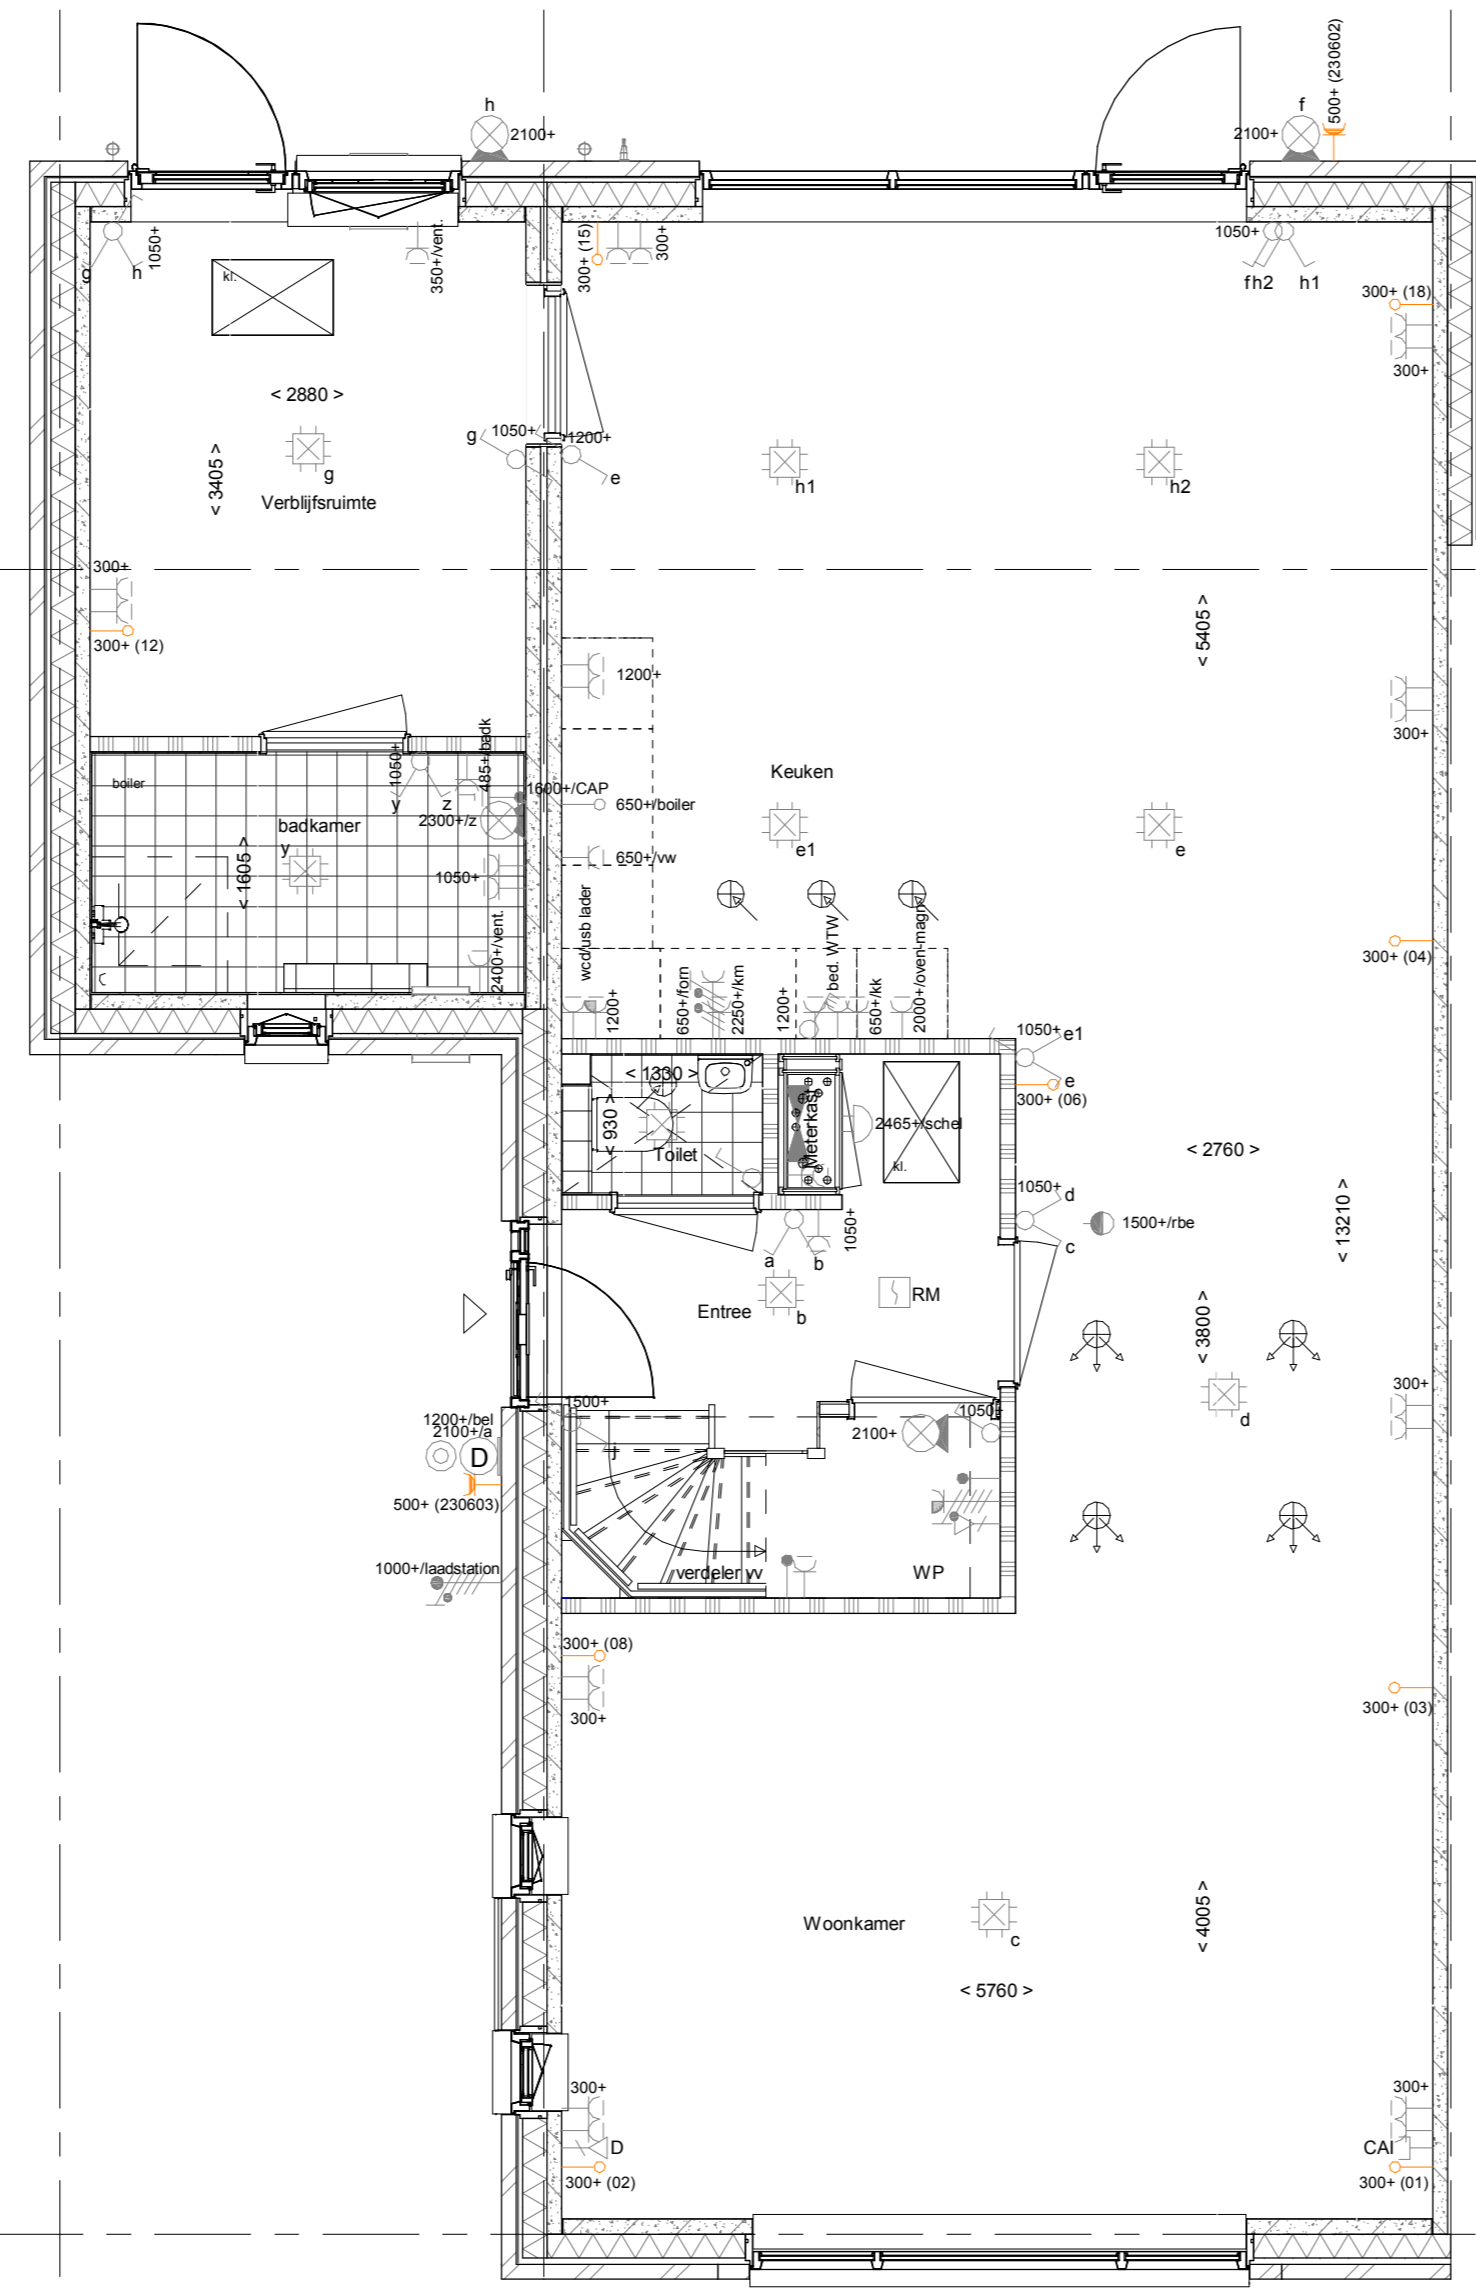 500+ (230602)
h
2100+
f
2100+
g
h
1050+
kl.
350+/vent.
300+ (15)
300+
1050+
fh2
h1
300+ (18)
300+
< 2880 >
< 3405 >
g
Verblijfsruimte
g
1050+
1200+
e
h1
h2
300+
300+ (12)
< 5405 >
1200+
300+
boiler
1050+
485+/badk
y
z
2300+/z
1600+/CAP
badkamer
y
< 1605 >
1050+
2400+/vent.
Keuken
650+/boiler
650+/vw
e1
e
wcd/usb lader
1200+
650+/forn
2250+/km
1200+
bed. WTW
650+/kk
2000+/oven-magn
300+ (04)
1050+
e1
e
300+ (06)
< 1330 >
< 930 >
Toilet
Meterkast
2465+/schel
kl.
< 2760 >
1050+
d
c
1500+/rbe
< 13210 >
a
b
1050+
Entree
b
RM
< 3800 >
d
300+
1500+
j
1200+/bel
2100+/a
D
500+ (230603)
2100+
1050+
1000+/laadstation
verdeler vv
WP
300+ (08)
300+
300+ (03)
Woonkamer
c
< 4005 >
< 5760 >
300+
D
300+ (02)
300+
CAI
300+ (01)